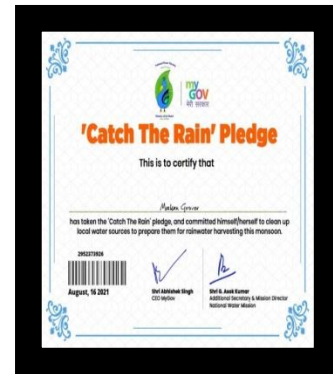 my
GOV
मेरी सरकार
'Catch The Rain' Pledge
This is to certify that
Grover
has taken the 'Catch The Rain' pledge, and committed himself/herself to clean up
local water sources to prepare them for rainwater harvesting this monsoon.
2952373926
August, 16 2021
Shri Abhishek Singh
CEO MyGov
Shri G. Asok Kumar
Additional Secretary & Mission Director
National Water Mission